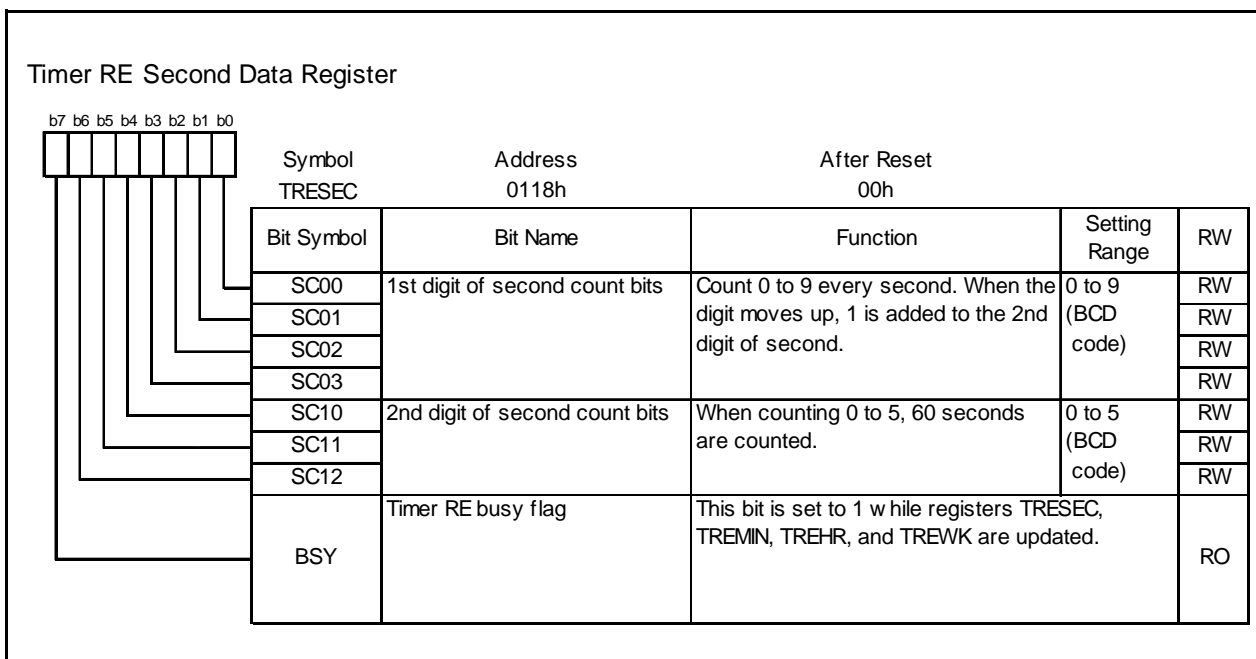 Timer RE Second Data Register
b7 b6 b5 b4 b3 b2 b1 b0
Symbol Address After Reset
TRESEC 0118h 00h
Bit Symbol Bit Name Function Setting Range RW
SC00 1st digit of second count bits Count 0 to 9 every second. When the 0 to 9 RW
SC01 digit moves up, 1 is added to the 2nd (BCD RW
SC02 digit of second. code) RW
SC03 RW
SC10 2nd digit of second count bits When counting 0 to 5, 60 seconds 0 to 5 RW
SC11 are counted. (BCD RW
SC12 code) RW
Timer RE busy flag This bit is set to 1 w hile registers TRESEC,
TREMIN, TREHR, and TREWK are updated.
BSY RO